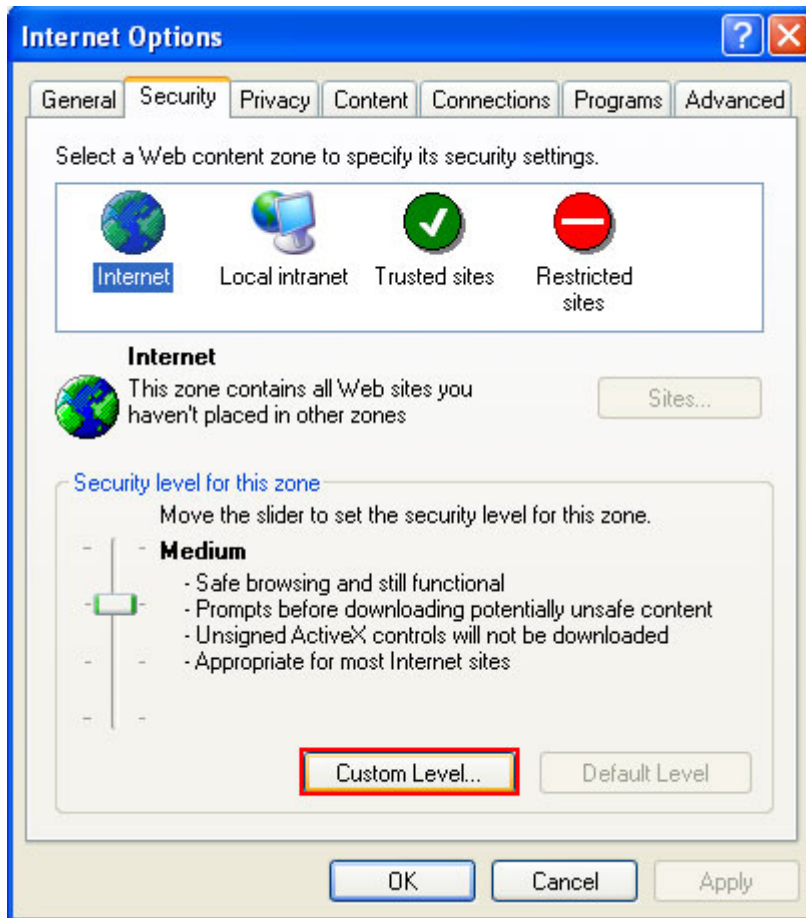 Internet Options
General Security Privacy Content Connections Programs Advanced
Select a Web content zone to specify its security settings.
Internet Local intranet Trusted sites Restricted sites
Internet
This zone contains all Web sites you
haven't placed in other zones
Sites...
Security level for this zone
Move the slider to set the security level for this zone.
Medium
- Safe browsing and still functional
- Prompts before downloading potentially unsafe content
- Unsigned ActiveX controls will not be downloaded
- Appropriate for most Internet sites
Custom Level... Default Level
OK Cancel Apply